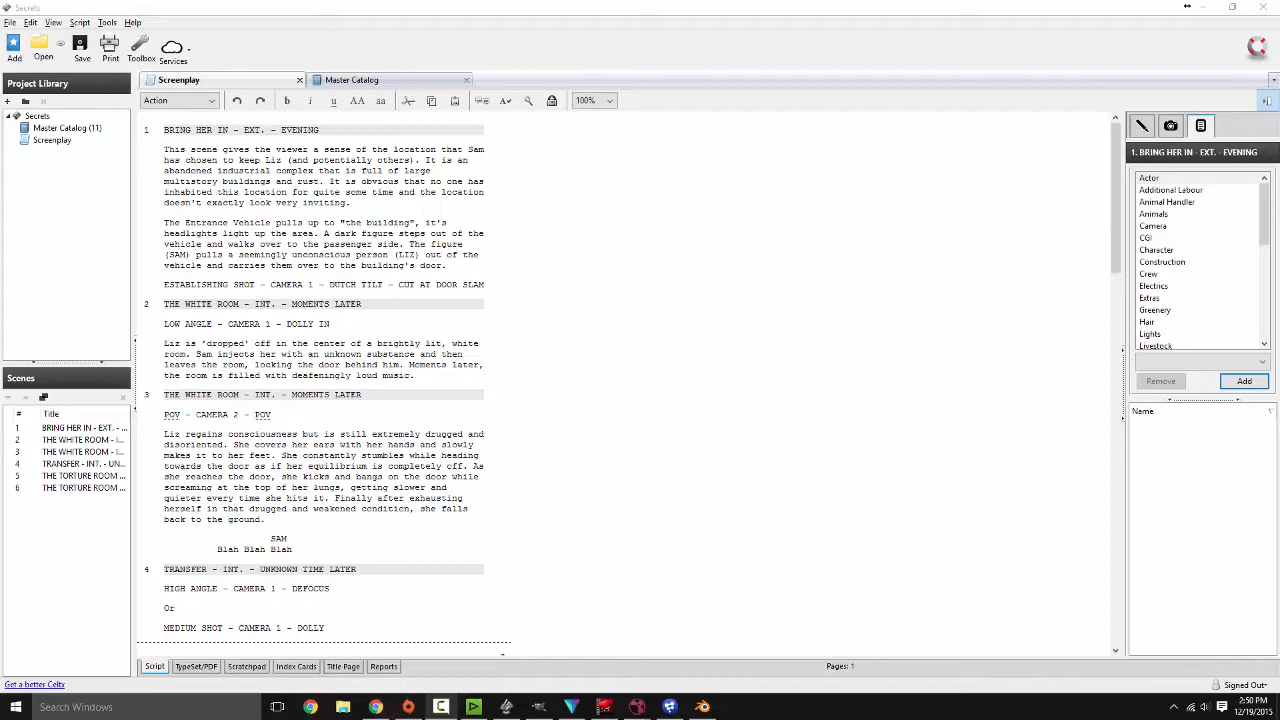 Secrets
File Edit View Script Tools Help
Add Open Save Print Toolbox Services
Project Library
Screenplay
Master Catalog
Action
b i u AA aa
100%
Secrets
Master Catalog (11)
Screenplay
1 BRING HER IN - EXT. - EVENING
This scene gives the viewer a sense of the location that Sam
has chosen to keep Liz (and potentially others). It is an
abandoned industrial complex that is full of large
multistory buildings and rust. It is obvious that no one has
inhabited this location for quite some time and the location
doesn't exactly look very inviting.
The Entrance Vehicle pulls up to "the building", it's
headlights light up the area. A dark figure steps out of the
vehicle and walks over to the passenger side. The figure
(SAM) pulls a seemingly unconscious person (LIZ) out of the
vehicle and carries them over to the building's door.
ESTABLISHING SHOT - CAMERA 1 - DUTCH TILT - CUT AT DOOR SLAM
2 THE WHITE ROOM - INT. - MOMENTS LATER
LOW ANGLE - CAMERA 1 - DOLLY IN
Liz is 'dropped' off in the center of a brightly lit, white
room. Sam injects her with an unknown substance and then
leaves the room, locking the door behind him. Moments later,
the room is filled with deafeningly loud music.
3 THE WHITE ROOM - INT. - MOMENTS LATER
POV - CAMERA 2 - POV
Liz regains consciousness but is still extremely drugged and
disoriented. She covers her ears with her hands and slowly
makes it to her feet. She constantly stumbles while heading
towards the door as if her equilibrium is completely off. As
she reaches the door, she kicks and bangs on the door while
screaming at the top of her lungs, getting slower and
quieter every time she hits it. Finally after exhausting
herself in that drugged and weakened condition, she falls
back to the ground.
SAM
Blah Blah Blah
4 TRANSFER - INT. - UNKNOWN TIME LATER
HIGH ANGLE - CAMERA 1 - DEFOCUS
Or
MEDIUM SHOT - CAMERA 1 - DOLLY
Scenes
# Title
1 BRING HER IN - EXT. - ...
2 THE WHITE ROOM - I...
3 THE WHITE ROOM - I...
4 TRANSFER - INT. - UN...
5 THE TORTURE ROOM ...
6 THE TORTURE ROOM ...
1. BRING HER IN - EXT. - EVENING
Actor
Additional Labour
Animal Handler
Animals
Camera
CGI
Character
Construction
Crew
Electrics
Extras
Greenery
Hair
Lights
Livestock
Remove Add
Name
Script TypeSet/PDF Scratchpad Index Cards Title Page Reports
Pages: 1
Get a better Celtx
Signed Out
Search Windows
2:50 PM
12/19/2015